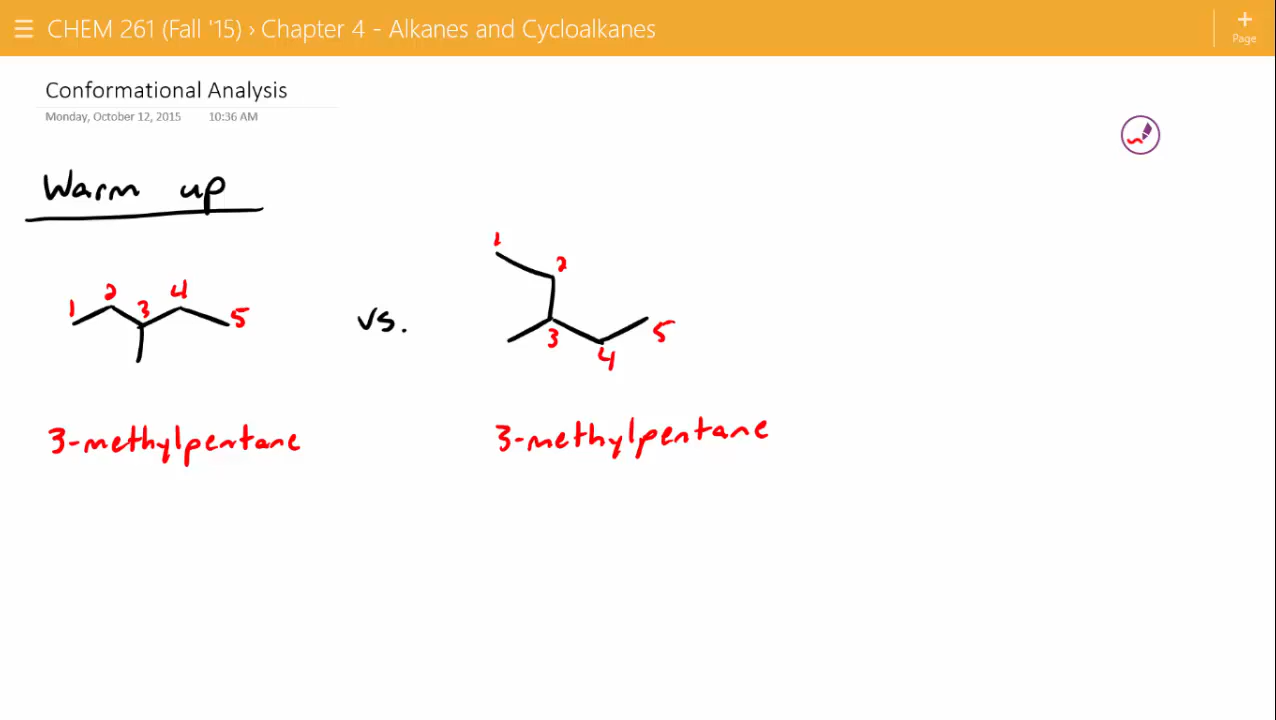 CHEM 261 (Fall '15) › Chapter 4 - Alkanes and Cycloalkanes
+
Page
Conformational Analysis
Monday, October 12, 2015 10:36 AM
Warm up
1 2 3 4 5
vs.
1 2 3 4 5
3-methylpentane
3-methylpentane